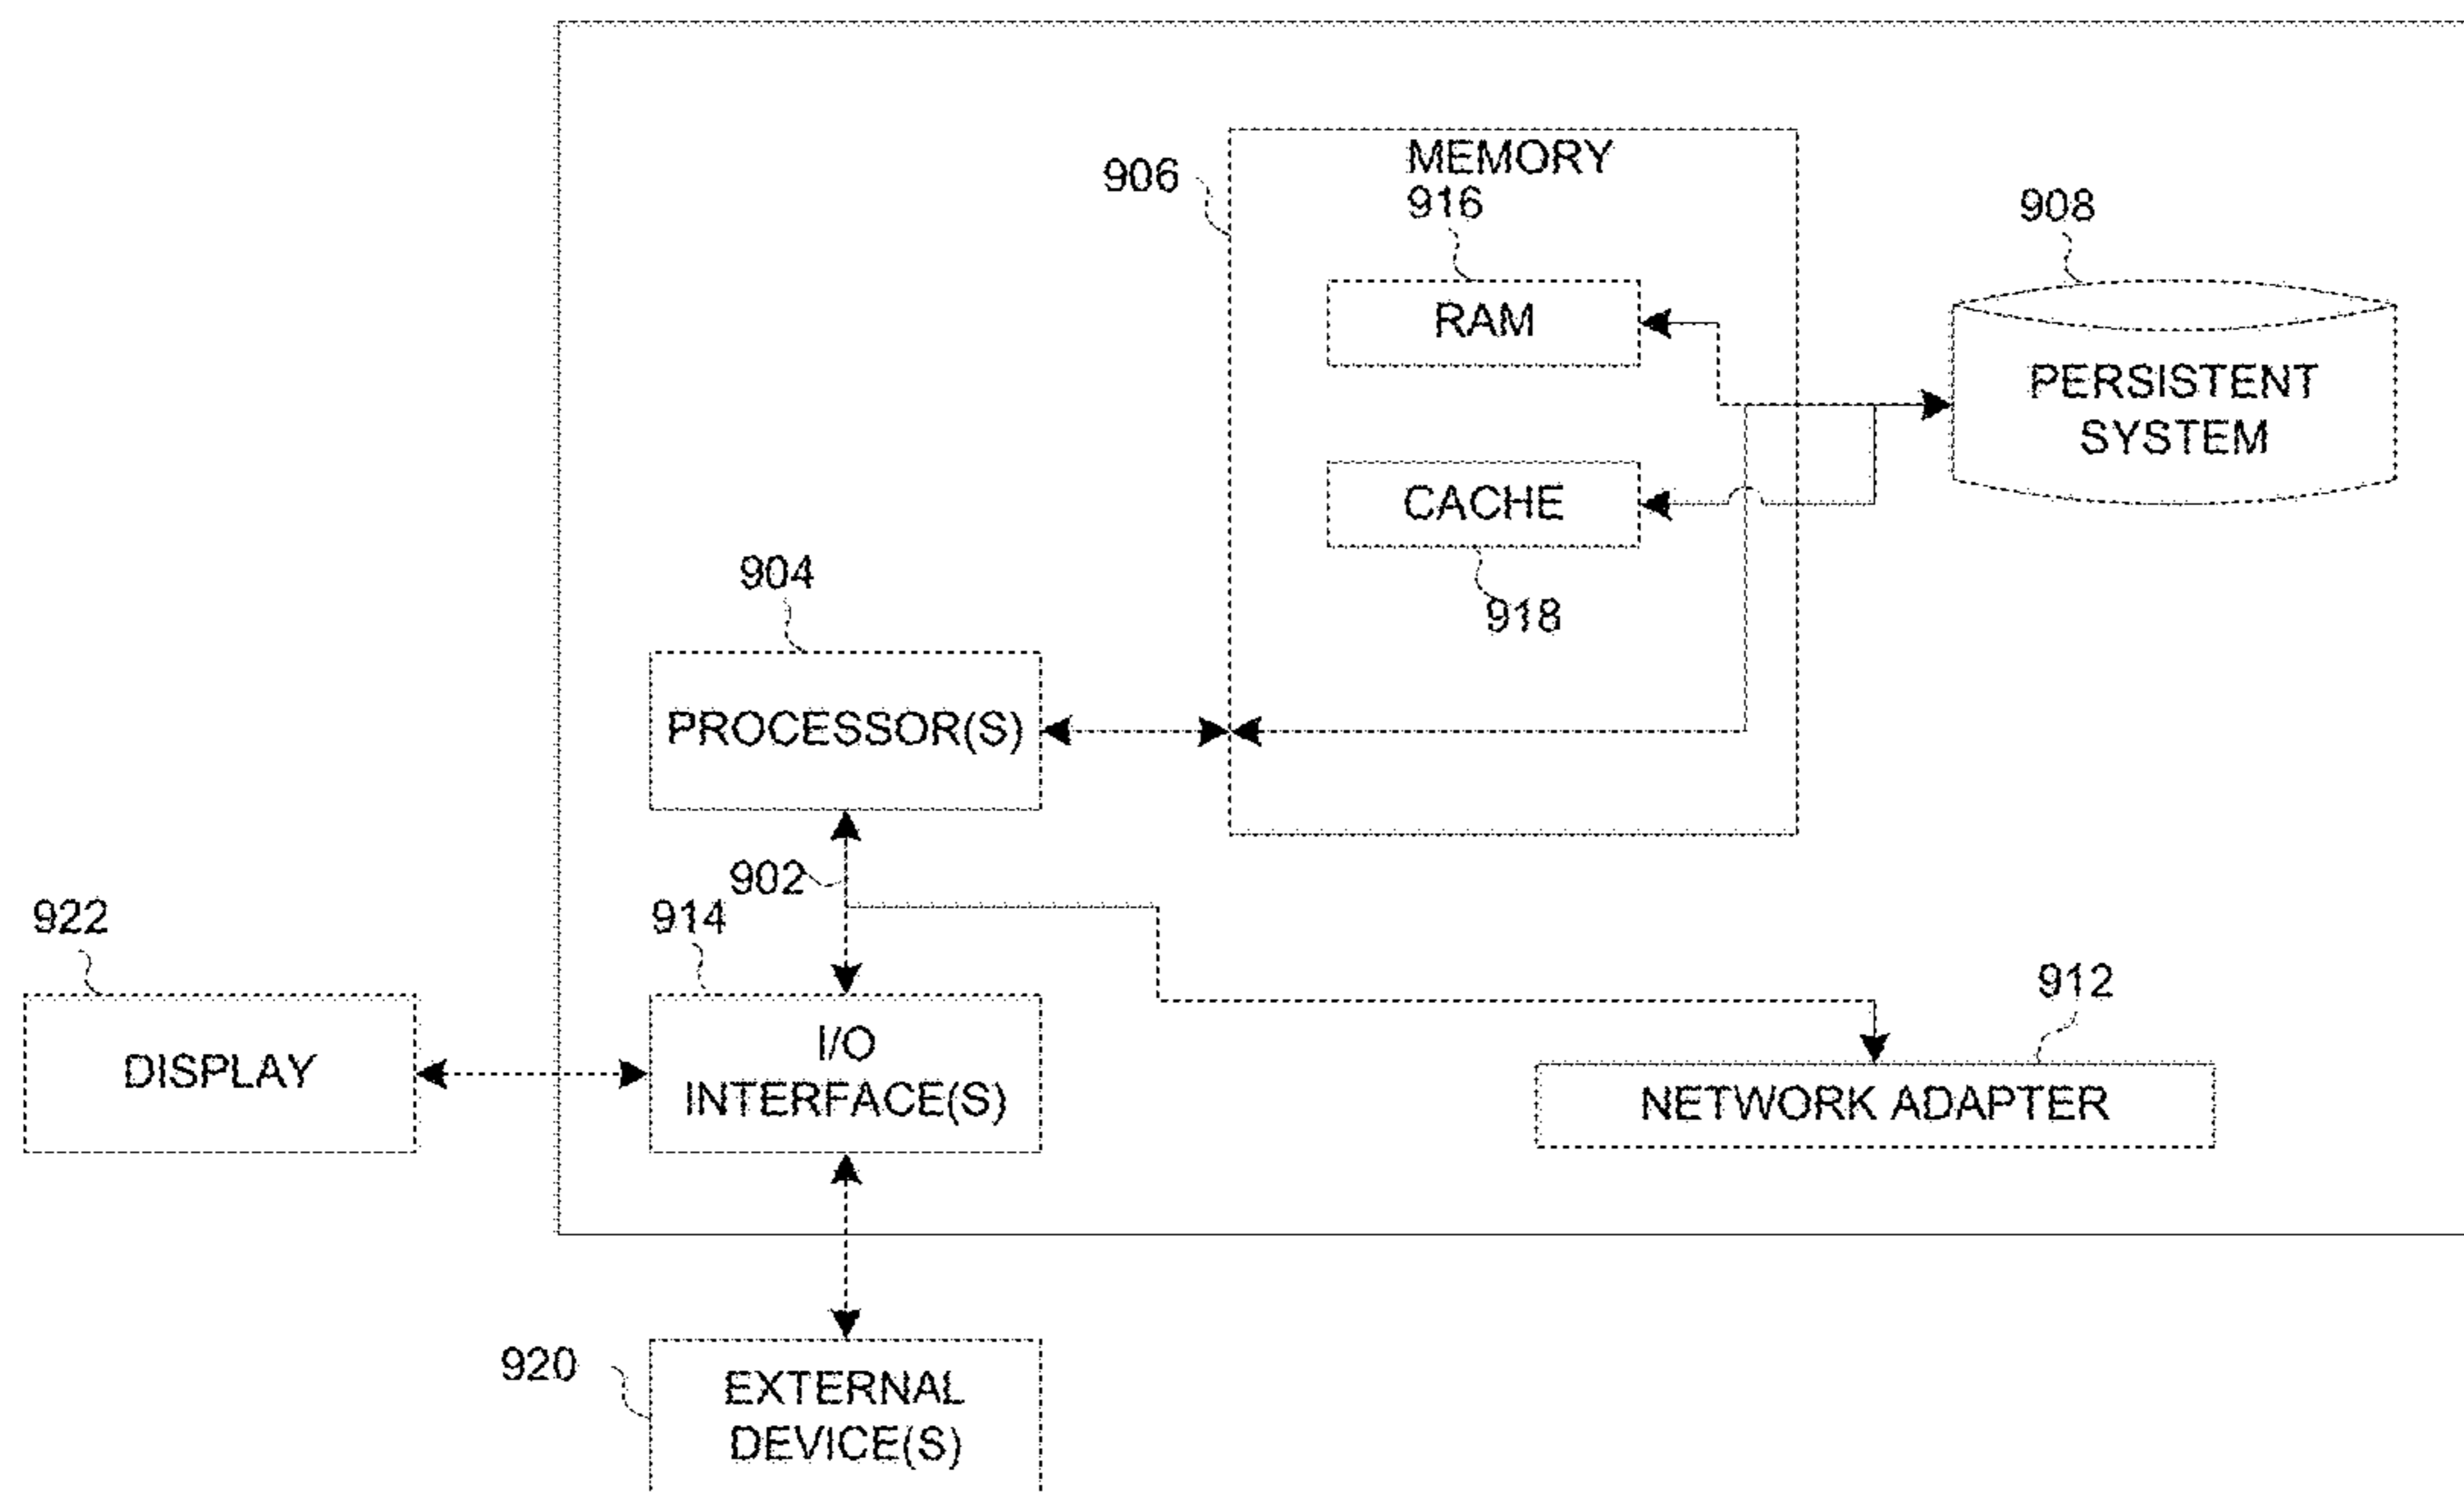 906
MEMORY
916
RAM
908
PERSISTENT
SYSTEM
CACHE
918
904
PROCESSOR(S)
902
914
922
DISPLAY
I/O
INTERFACE(S)
912
NETWORK ADAPTER
920
EXTERNAL
DEVICE(S)